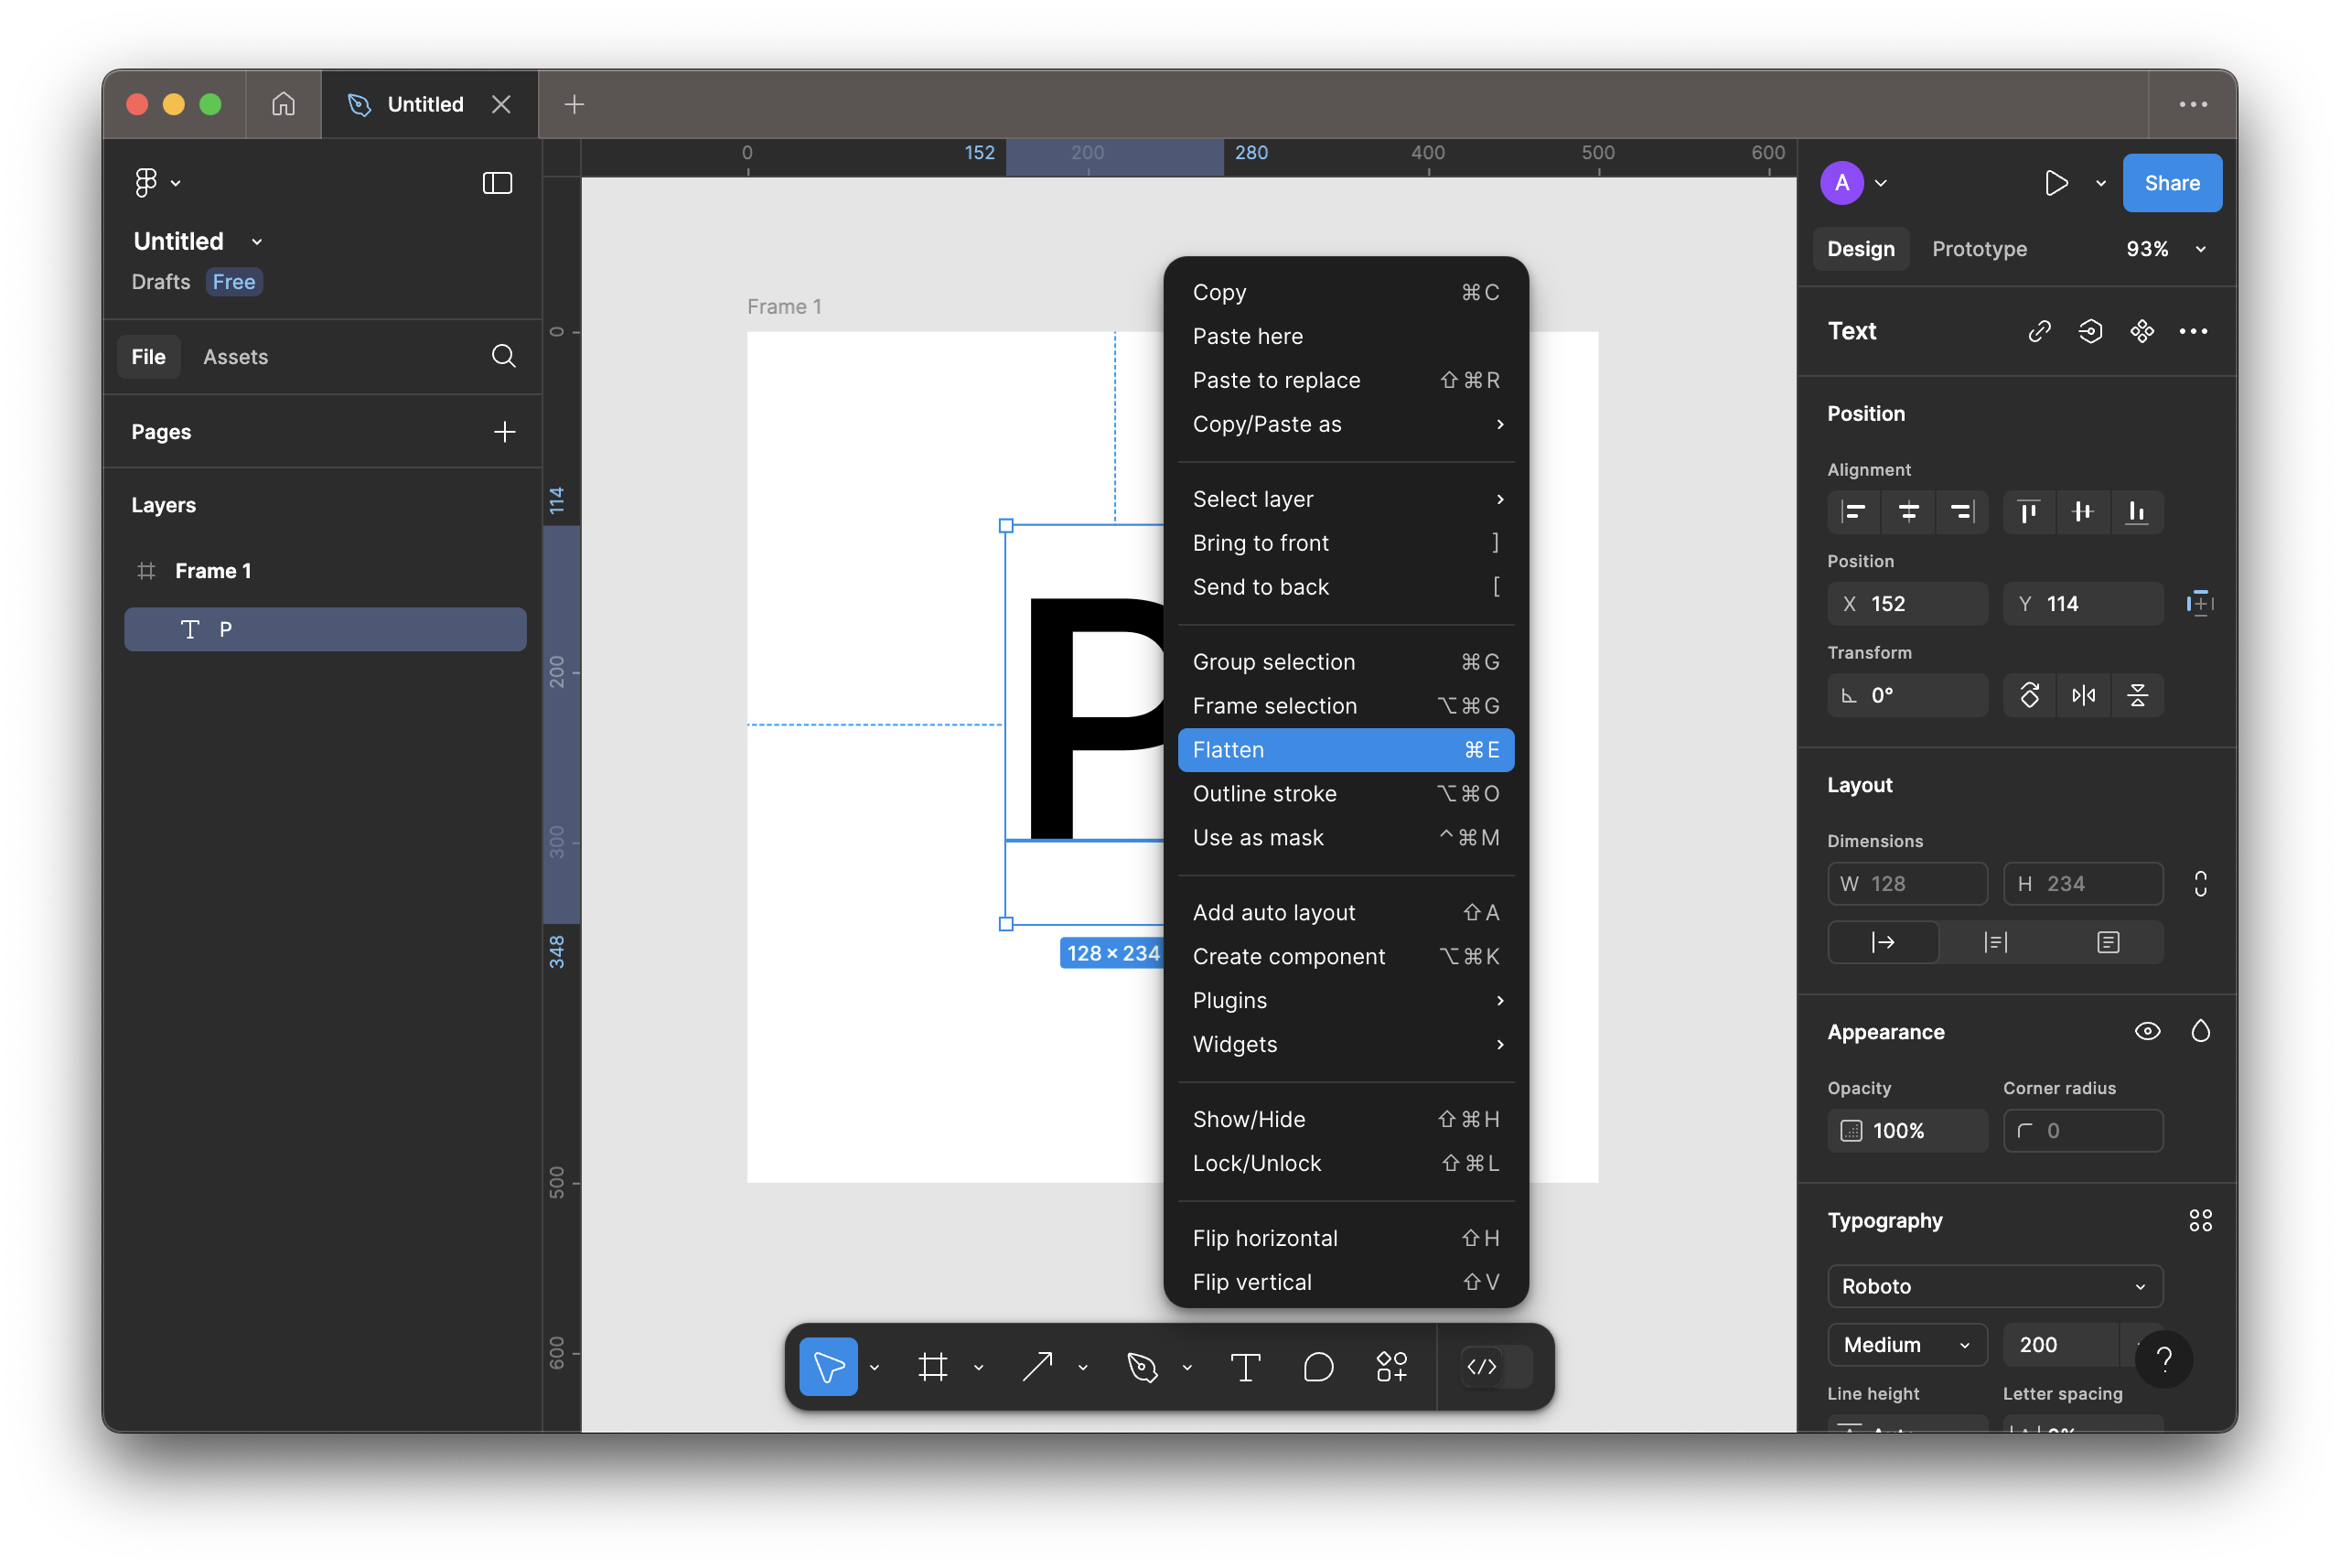 Untitled
0 152 200 280 400 500 600
A Share
Untitled
Design Prototype 93%
Drafts Free
Frame 1
File Assets
Pages
Layers
Frame 1
P
0
114
200
300
348
500
600
P
128 × 234
Copy ⌘C
Paste here
Paste to replace ⇧⌘R
Copy/Paste as
Select layer
Bring to front ]
Send to back [
Group selection ⌘G
Frame selection ⌥⌘G
Flatten ⌘E
Outline stroke ⌥⌘O
Use as mask ^⌘M
Add auto layout ⇧A
Create component ⌥⌘K
Plugins
Widgets
Show/Hide ⇧⌘H
Lock/Unlock ⇧⌘L
Flip horizontal ⇧H
Flip vertical ⇧V
Text
Position
Alignment
Position
X 152 Y 114
Transform
0°
Layout
Dimensions
W 128 H 234
Appearance
Opacity Corner radius
100% 0
Typography
Roboto
Medium 200
?
Line height Letter spacing